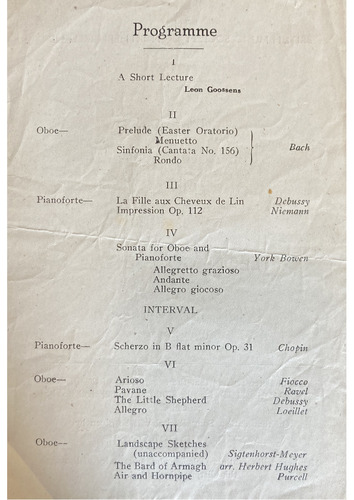 Programme
I
A Short Lecture
Leon Goossens
II
Oboe— Prelude (Easter Oratorio)
Menuetto
Sinfonia (Cantata No. 156) Bach
Rondo
III
Pianoforte— La Fille aux Cheveux de Lin Debussy
Impression Op. 112 Niemann
IV
Sonata for Oboe and
Pianoforte York Bowen
Allegretto grazioso
Andante
Allegro giocoso
INTERVAL
V
Pianoforte— Scherzo in B flat minor Op. 31 Chopin
VI
Oboe— Arioso Fiocco
Pavane Ravel
The Little Shepherd Debussy
Allegro Loeillet
VII
Oboe— Landscape Sketches
(unaccompanied) Sigtenhorst-Meyer
The Bard of Armagh arr. Herbert Hughes
Air and Hornpipe Purcell